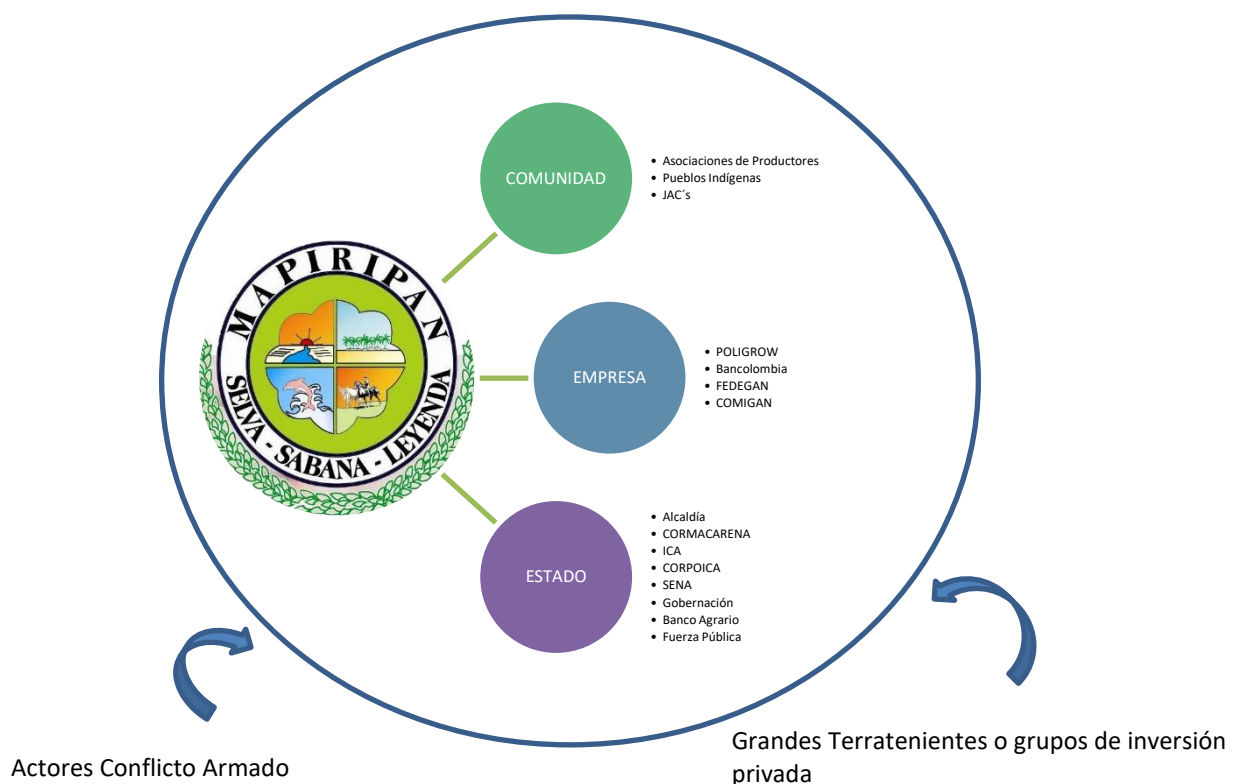 COMUNIDAD
• Asociaciones de Productores
• Pueblos Indígenas
• JAC´s
MAPIRIPAN
SELVA - SABANA - LEYENDA
EMPRESA
• POLIGROW
• Bancolombia
• FEDEGAN
• COMIGAN
ESTADO
• Alcaldía
• CORMACARENA
• ICA
• CORPOICA
• SENA
• Gobernación
• Banco Agrario
• Fuerza Pública
Actores Conflicto Armado
Grandes Terratenientes o grupos de inversión
privada